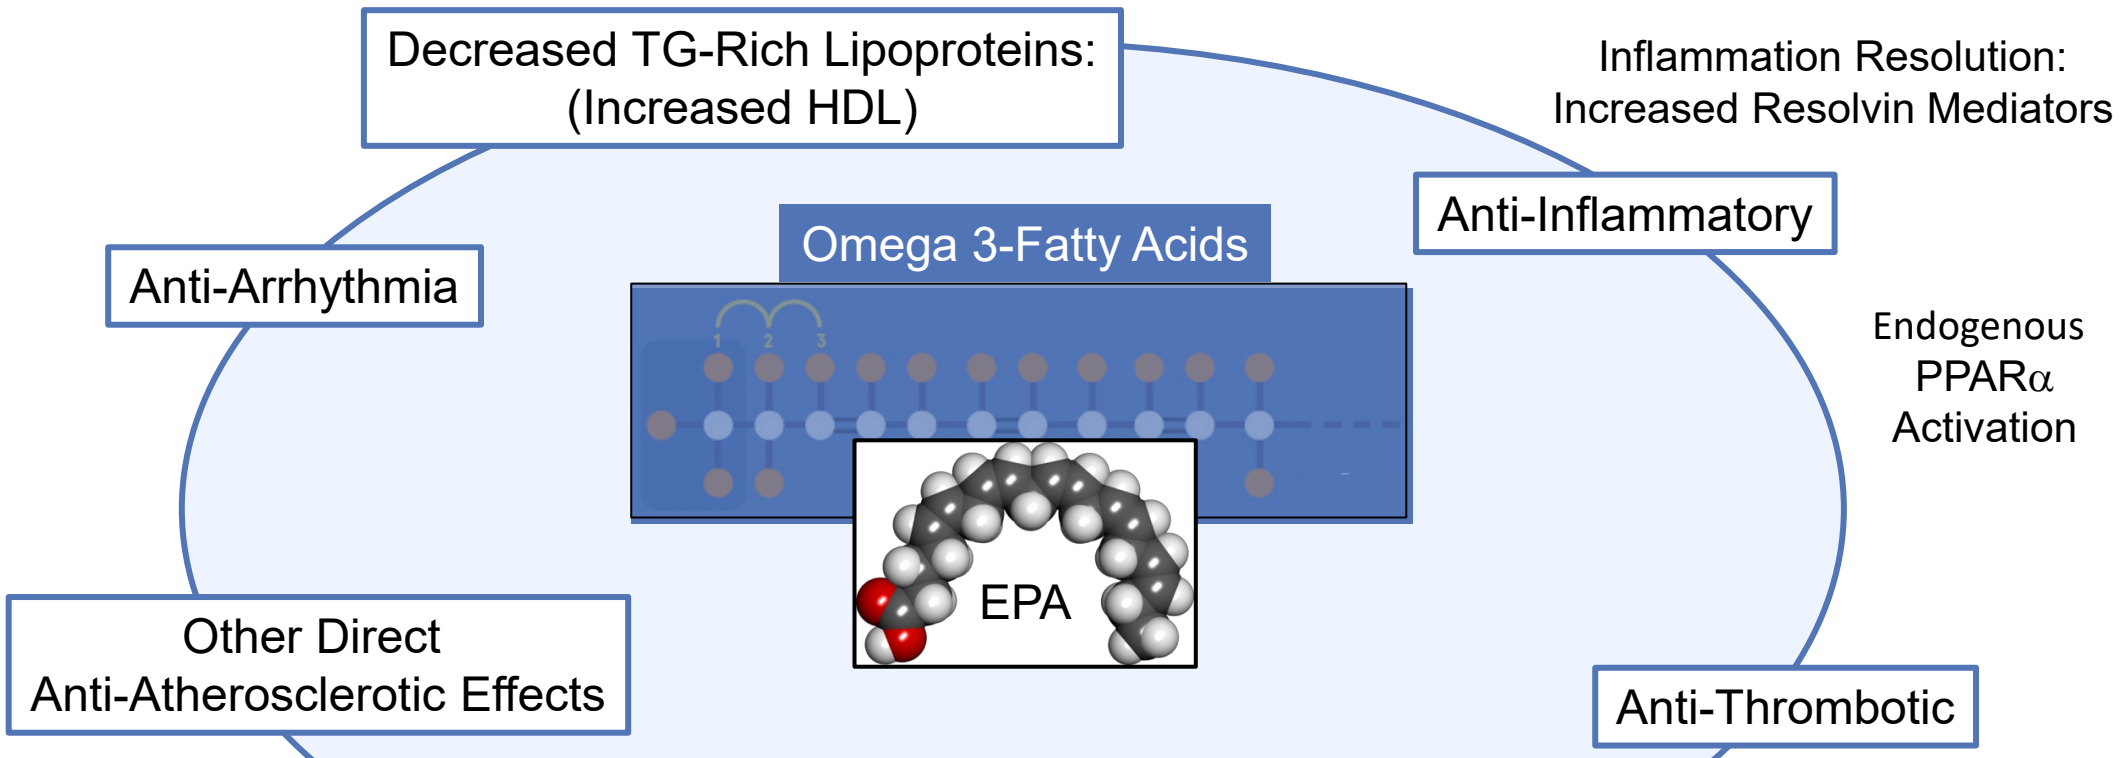 Decreased TG-Rich Lipoproteins:
(Increased HDL)
Inflammation Resolution:
Increased Resolvin Mediators
Anti-Inflammatory
Omega 3-Fatty Acids
Anti-Arrhythmia
1 2 3
Endogenous
PPARα
Activation
EPA
Other Direct
Anti-Atherosclerotic Effects
Anti-Thrombotic